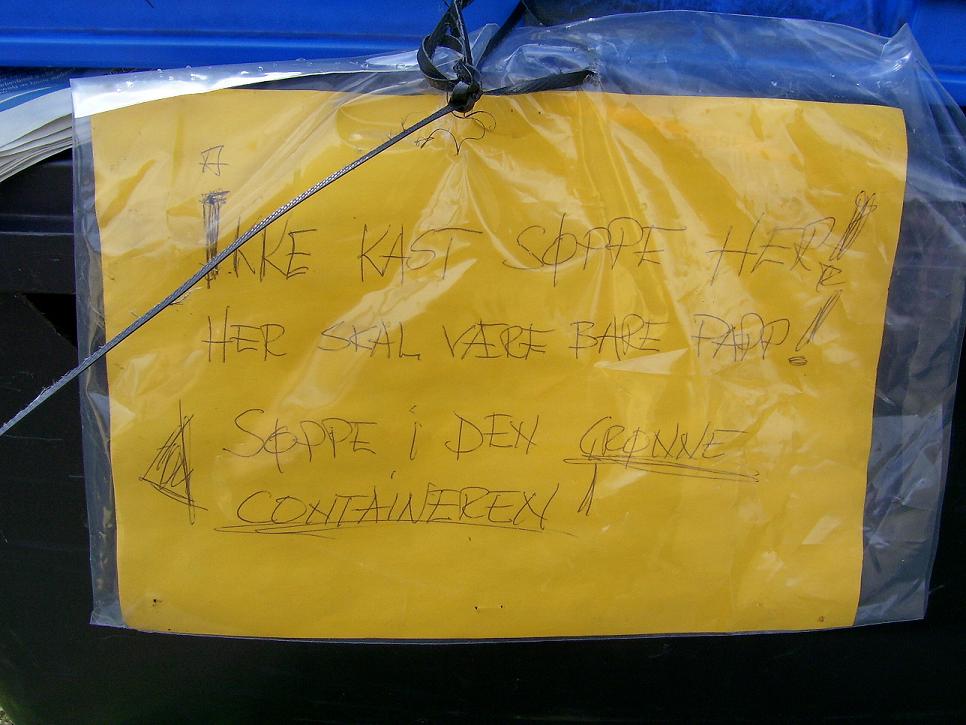 IKKE KAST SØPPE HER!
HER SKAL VÆRE BARE PAPP!
SØPPE i DEN GRØNNE
CONTAiNEREN!